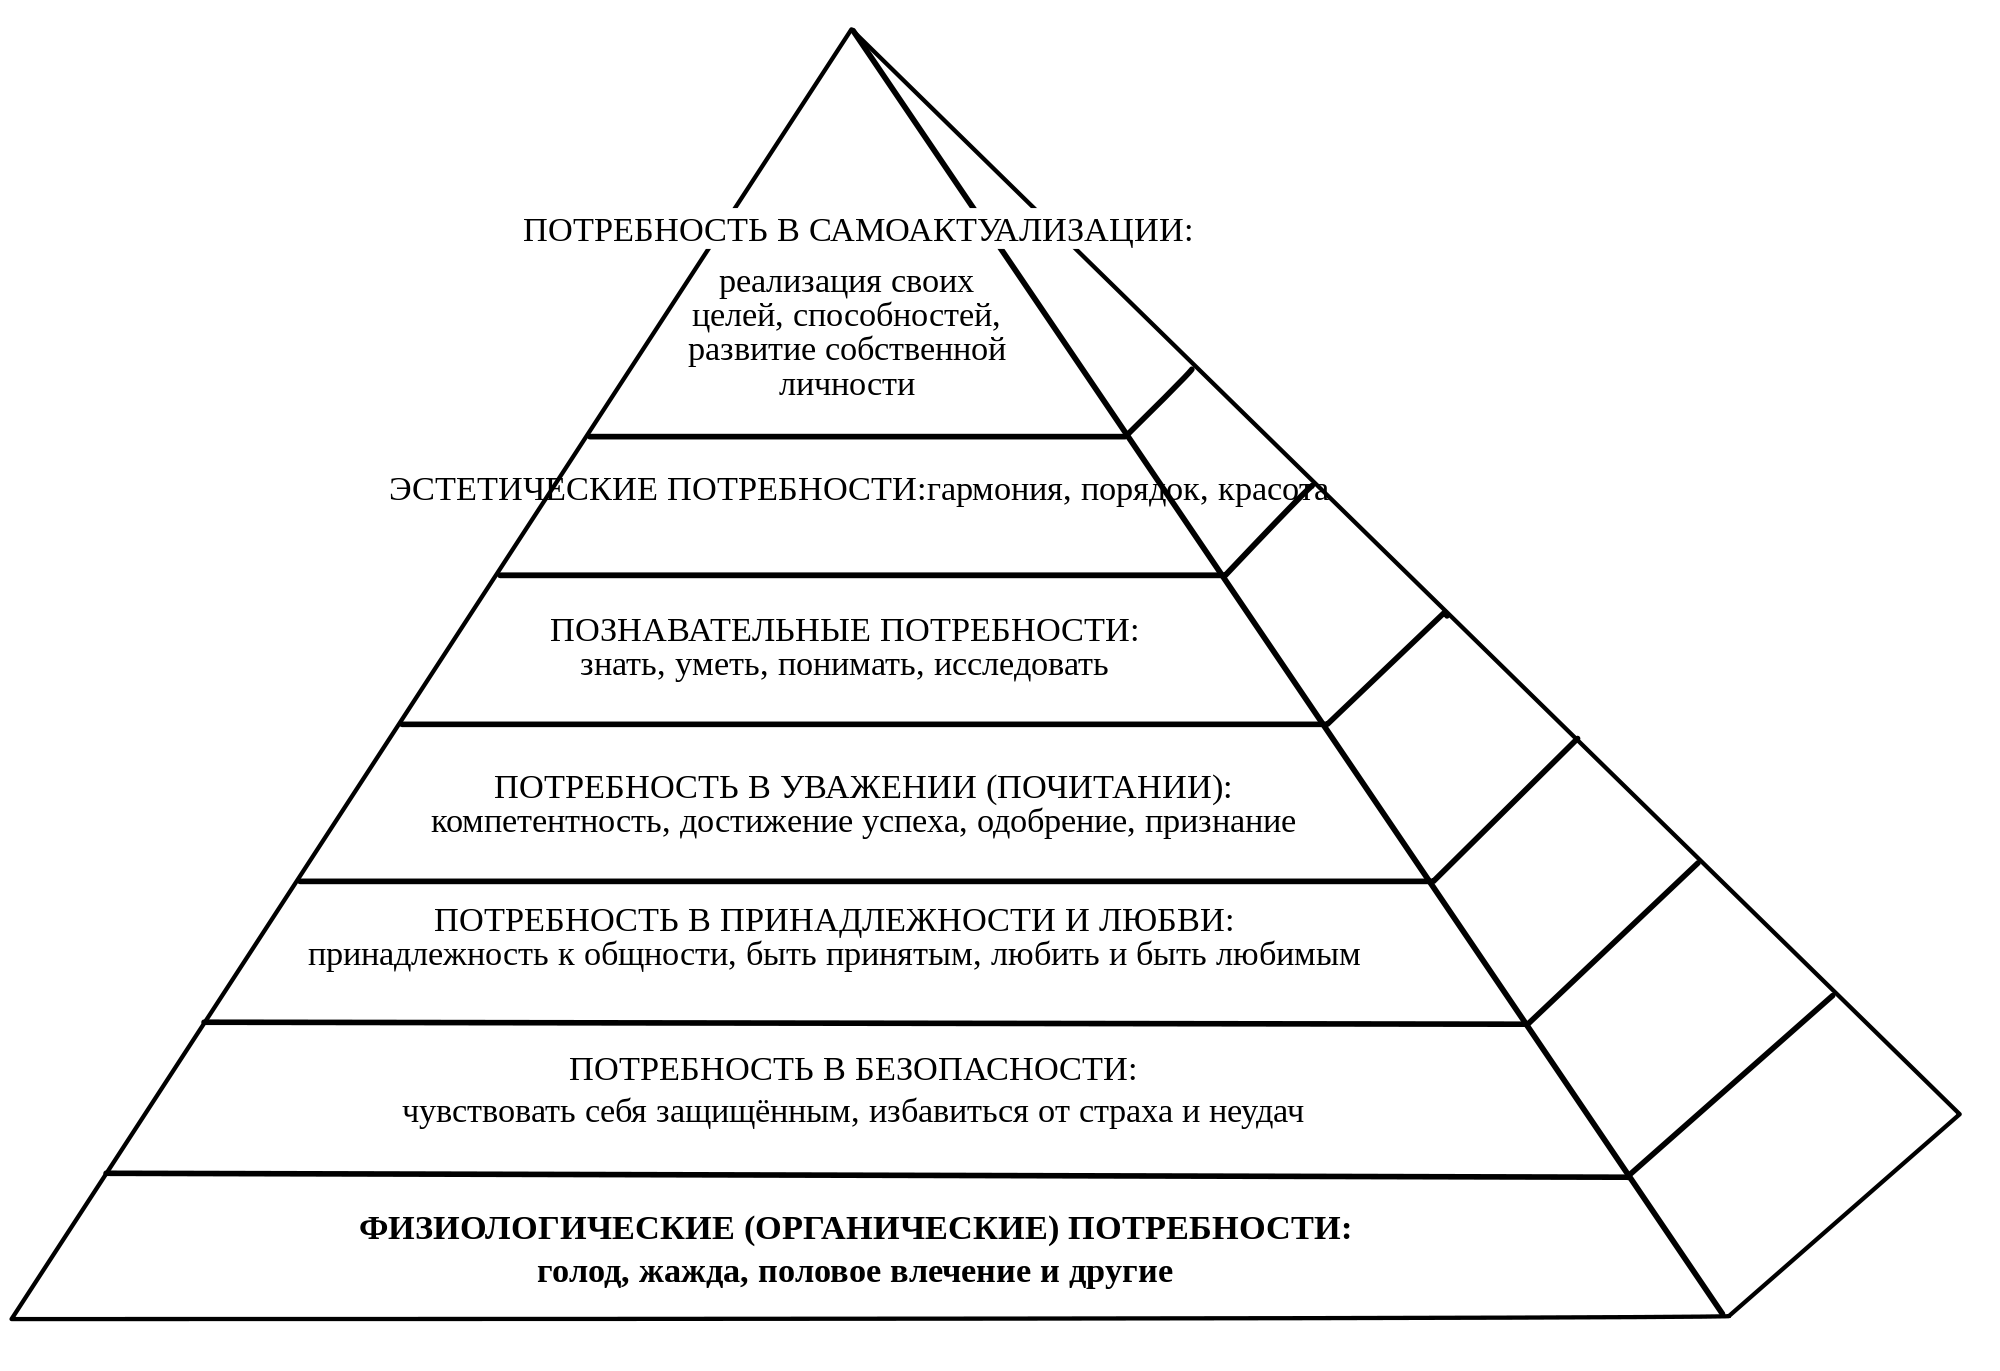 ПОТРЕБНОСТЬ В САМОАКТУАЛИЗАЦИИ:
реализация своих
целей, способностей,
развитие собственной
личности
ЭСТЕТИЧЕСКИЕ ПОТРЕБНОСТИ:гармония, порядок, красота
ПОЗНАВАТЕЛЬНЫЕ ПОТРЕБНОСТИ:
знать, уметь, понимать, исследовать
ПОТРЕБНОСТЬ В УВАЖЕНИИ (ПОЧИТАНИИ):
компетентность, достижение успеха, одобрение, признание
ПОТРЕБНОСТЬ В ПРИНАДЛЕЖНОСТИ И ЛЮБВИ:
принадлежность к общности, быть принятым, любить и быть любимым
ПОТРЕБНОСТЬ В БЕЗОПАСНОСТИ:
чувствовать себя защищённым, избавиться от страха и неудач
ФИЗИОЛОГИЧЕСКИЕ (ОРГАНИЧЕСКИЕ) ПОТРЕБНОСТИ:
голод, жажда, половое влечение и другие